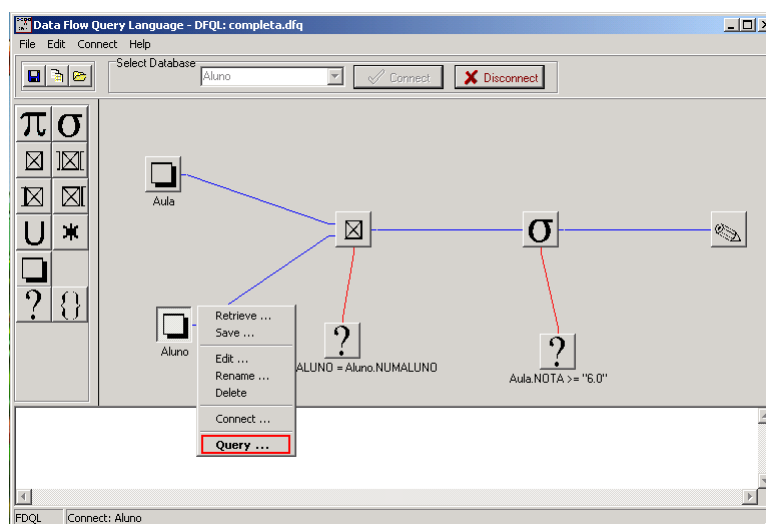 Data Flow Query Language - DFQL: completa.dfq
File Edit Connect Help
Select Database
Aluno
Connect
Disconnect
π σ
U *
? {}
Aula
σ
Aluno
Retrieve ...
Save ...
Edit ...
Rename ...
Delete
Connect ...
Query ...
?
ALUNO = Aluno.NUMALUNO
?
Aula.NOTA >= "6.0"
FDQL Connect: Aluno